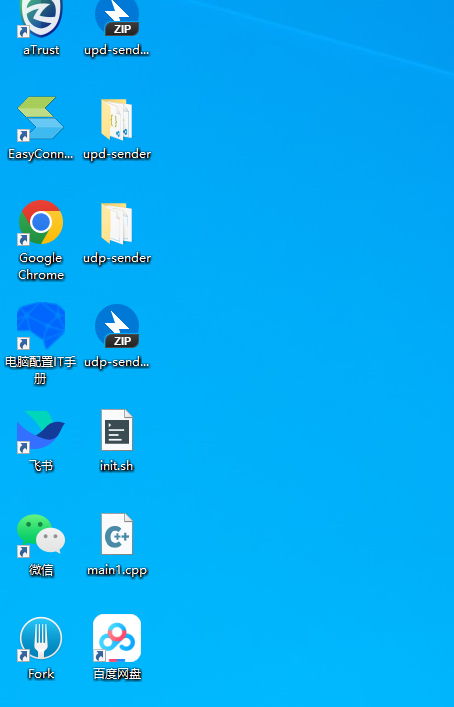 aTrust
upd-send...
ZIP
EasyConn...
upd-sender
Google
Chrome
udp-sender
电脑配置IT手
册
ZIP
udp-send...
飞书
init.sh
微信
C++
main1.cpp
Fork
百度网盘